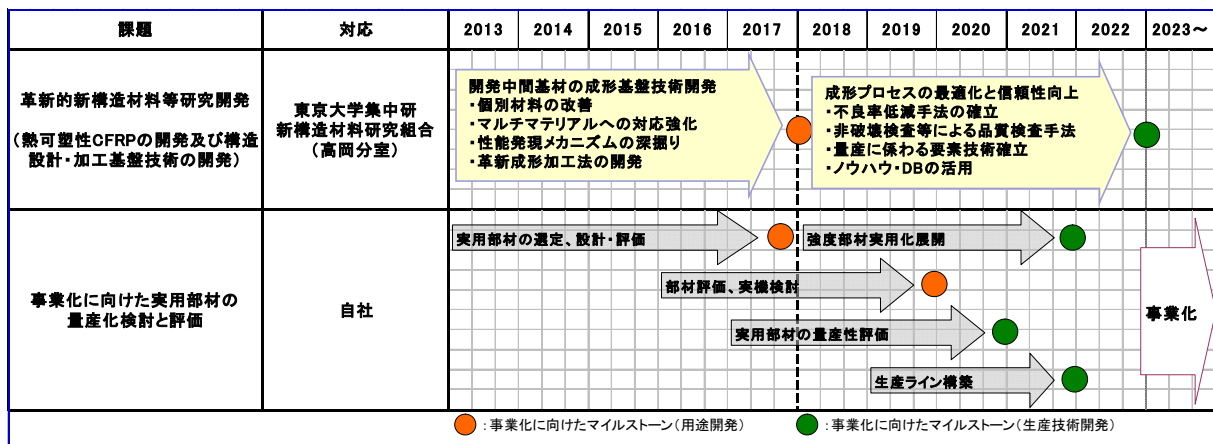 課題
対応
2013
2014
2015
2016
2017
2018
2019
2020
2021
2022
2023～
革新的新構造材料等研究開発
(熱可塑性CFRPの開発及び構造
設計・加工基盤技術の開発)
東京大学集中研
新構造材料研究組合
(高岡分室)
開発中間基材の成形基盤技術開発
・個別材料の改善
・マルチマテリアルへの対応強化
・性能発現メカニズムの深掘り
・革新成形加工法の開発
成形プロセスの最適化と信頼性向上
・不良率低減手法の確立
・非破壊検査等による品質検査手法
・量産に係わる要素技術確立
・ノウハウ・DBの活用
事業化に向けた実用部材の
量産化検討と評価
自社
実用部材の選定、設計・評価
強度部材実用化展開
部材評価、実機検討
実用部材の量産性評価
生産ライン構築
事業化
：事業化に向けたマイルストーン(用途開発)
：事業化に向けたマイルストーン(生産技術開発)